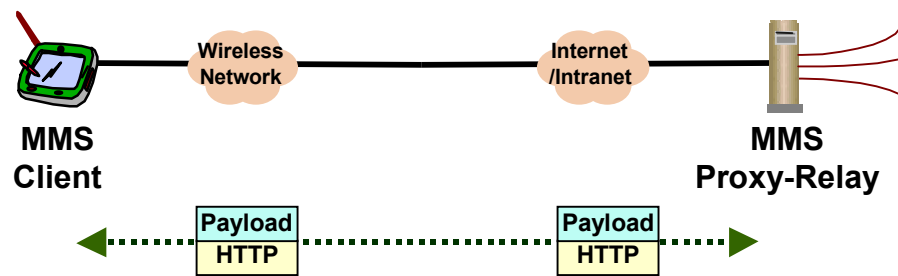 Wireless
Network
Internet
/Intranet
MMS
Client
MMS
Proxy-Relay
Payload
HTTP
Payload
HTTP